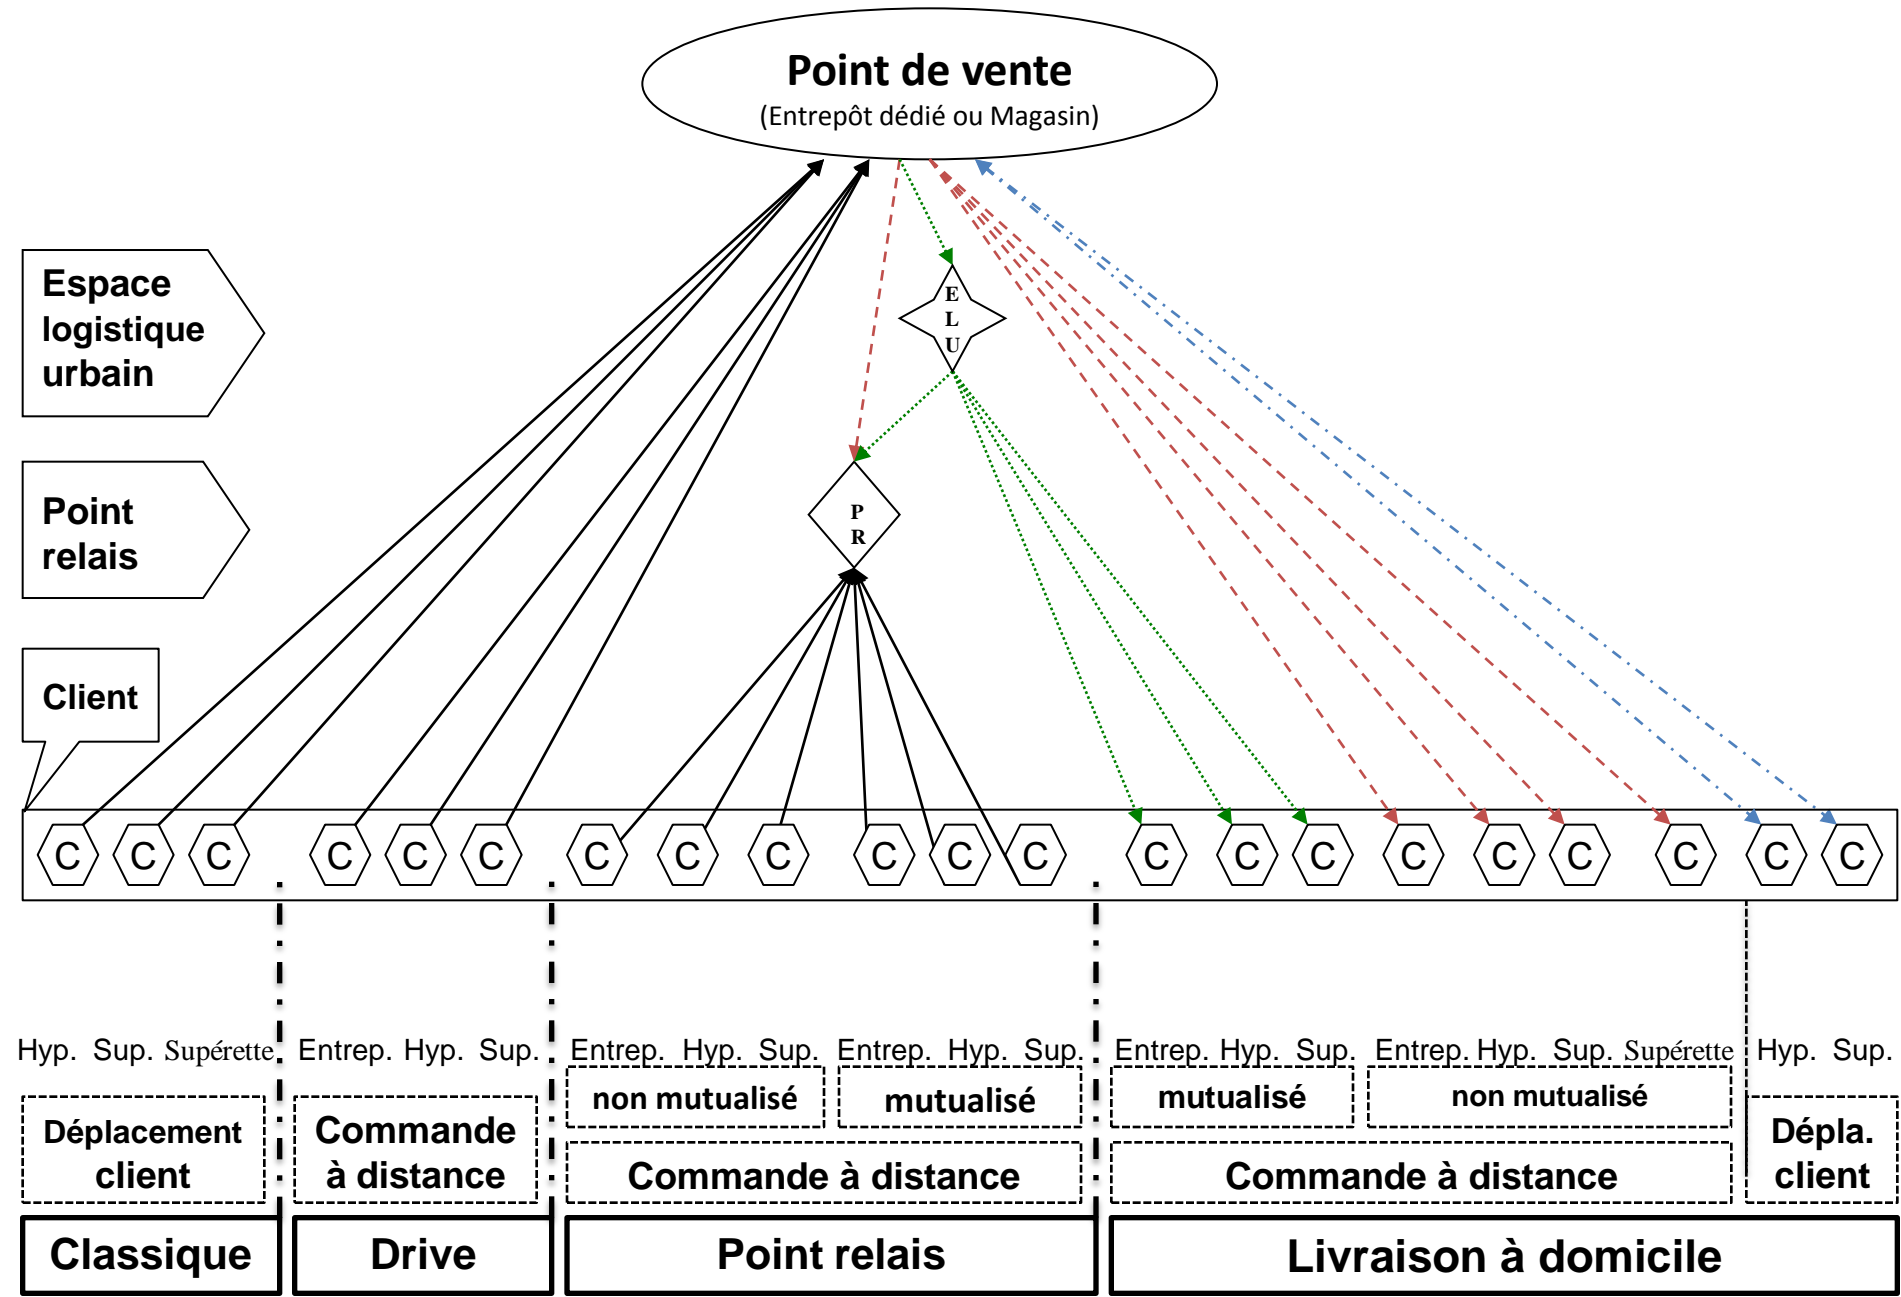 Point de vente
(Entrepôt dédié ou Magasin)
Espace
logistique
urbain
E
L
U
Point
relais
P
R
Client
C C C C C C C C C C C C C C C C C C C C C
Hyp. Sup. Supérette Entrep. Hyp. Sup. Entrep. Hyp. Sup. Entrep. Hyp. Sup. Entrep. Hyp. Sup. Entrep. Hyp. Sup. Supérette Hyp. Sup.
non mutualisé mutualisé mutualisé non mutualisé
Déplacement
client
Commande
à distance
Commande à distance
Commande à distance
Dépla.
client
Classique Drive Point relais Livraison à domicile